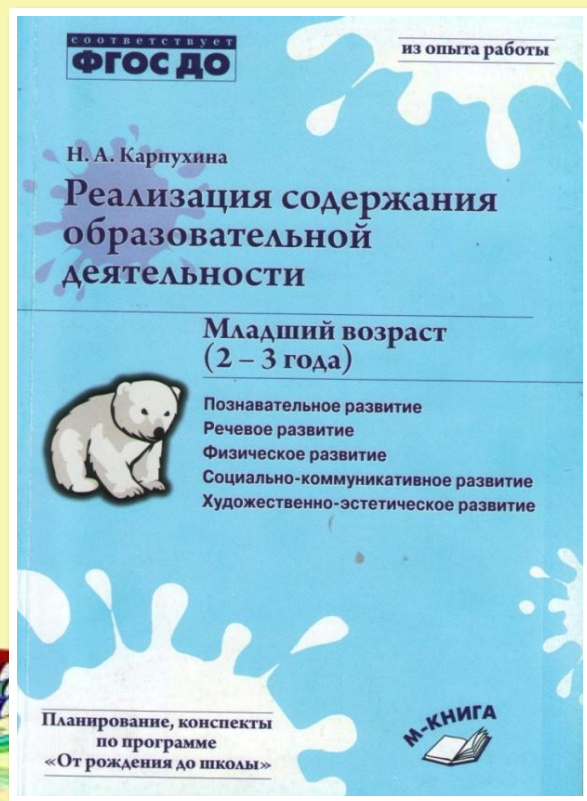 соответствует
ФГОС ДО
из опыта работы
Н. А. Карпухина
Реализация содержания
образовательной
деятельности
Младший возраст
(2 – 3 года)
Познавательное развитие
Речевое развитие
Физическое развитие
Социально-коммуникативное развитие
Художественно-эстетическое развитие
Планирование, конспекты
по программе
«От рождения до школы»
М-КНИГА